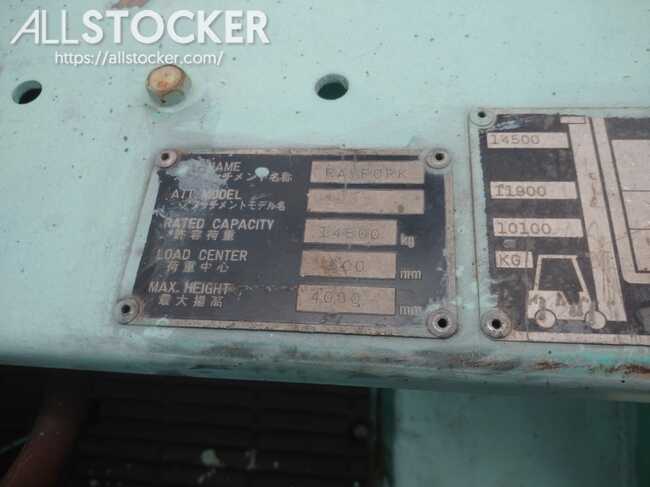 ALLSTOCKER
https://allstocker.com
NAME
タッチメント名称
RAMFORK
ATT. MODEL
アタッチメントモデル名
RATED CAPACITY
許容荷重
kg
LOAD CENTER
荷重中心
mm
MAX. HEIGHT
最大揚高
4000 mm
14500
11900
10100
KG